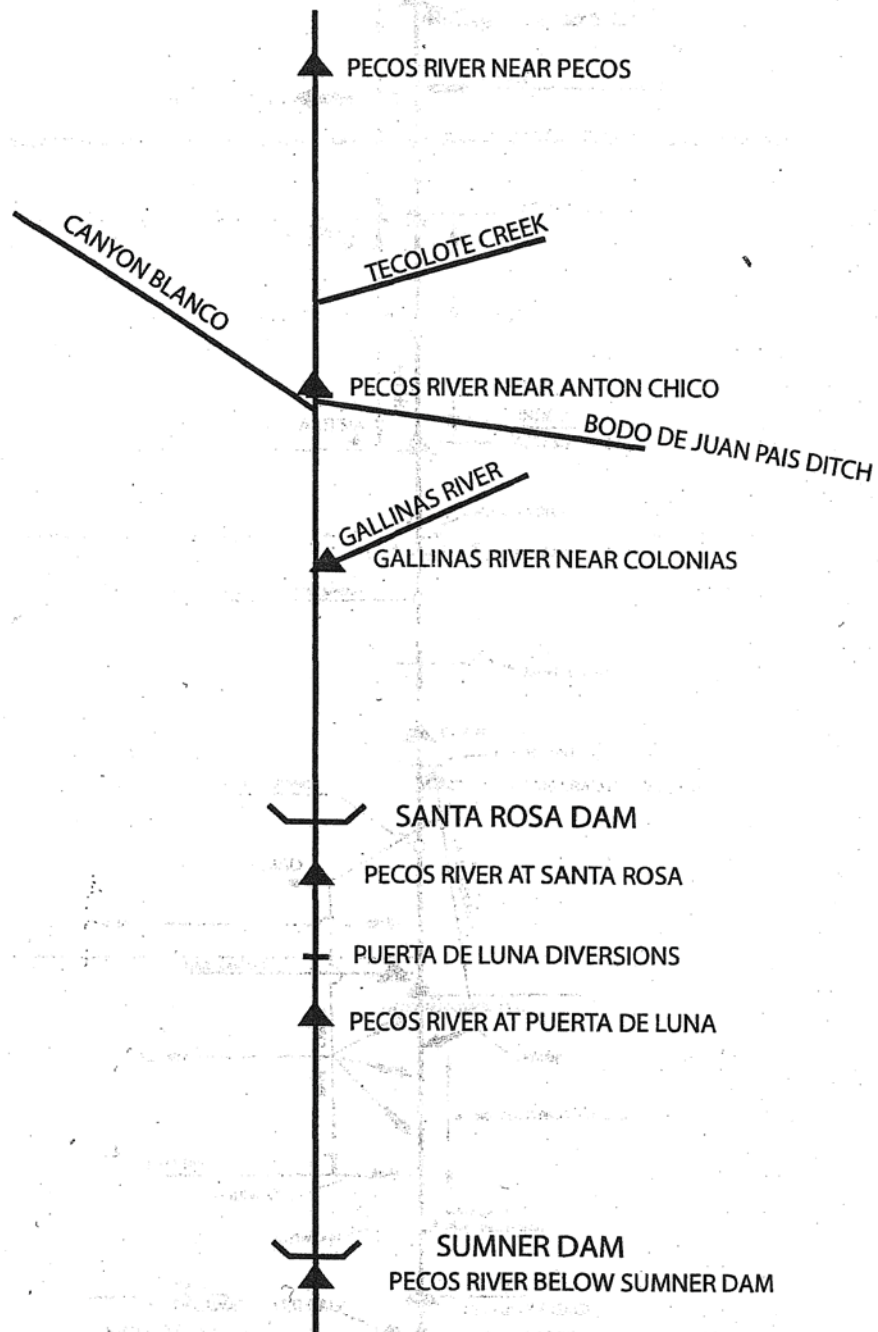 PECOS RIVER NEAR PECOS
TECOLOTE CREEK
CANYON BLANCO
PECOS RIVER NEAR ANTON CHICO
BODO DE JUAN PAIS DITCH
GALLINAS RIVER
GALLINAS RIVER NEAR COLONIAS
SANTA ROSA DAM
PECOS RIVER AT SANTA ROSA
PUERTA DE LUNA DIVERSIONS
PECOS RIVER AT PUERTA DE LUNA
SUMNER DAM
PECOS RIVER BELOW SUMNER DAM